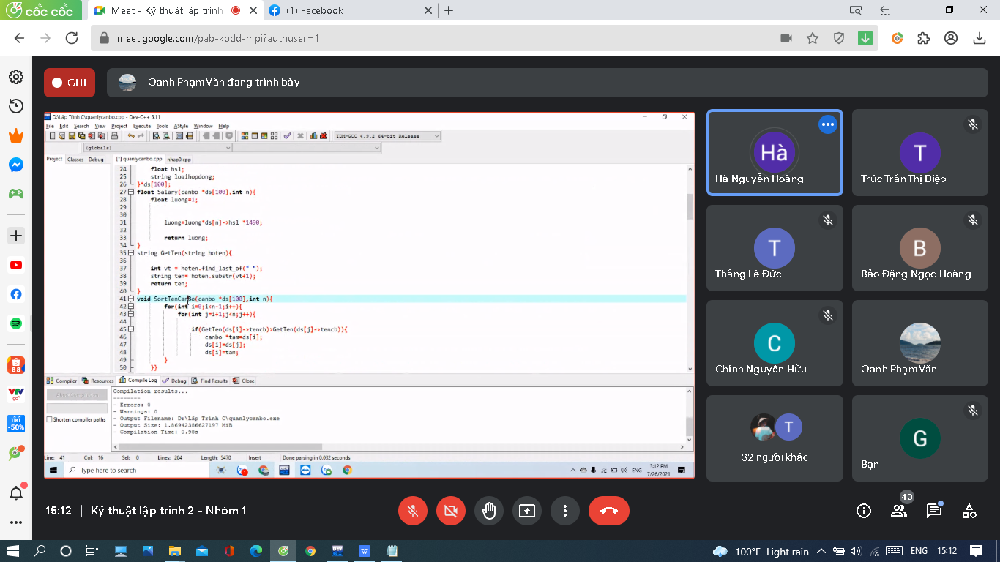 cốc cốc
Meet - Kỹ thuật lập trình
(1) Facebook
meet.google.com/pab-kodd-mpi?authuser=1
GHI
Oanh Phạm Văn đang trình bày
D:\Lập Trình C\quanlycanbo.cpp - Dev-C++ 5.11
File Edit Search View Project Execute Tools AStyle Window Help
TDM-GCC 4.9.2 64-bit Release
(globals)
Project Classes Debug
[*] quanlycanbo.cpp nhap0.cpp
24 float hsl;
25 string loaihopdong;
26 }*ds[100];
27 float Salary(canbo *ds[100],int n){
28 float luong=1;
29
30
31 luong=luong*ds[n]->hsl *1490;
32
33 return luong;
34 }
35 string GetTen(string hoten){
36
37 int vt = hoten.find_last_of(" ");
38 string ten= hoten.substr(vt+1);
39 return ten;
40 }
41 void SortTenCanBo(canbo *ds[100],int n){
42 for(int i=0;i<n-1;i++){
43 for(int j=i+1;j<n;j++){
44
45 if(GetTen(ds[i]->tencb)>GetTen(ds[j]->tencb)){
46 canbo *tam=ds[i];
47 ds[i]=ds[j];
48 ds[i]=tam;
49 }
50 }}
Compiler Resources Compile Log Debug Find Results Close
Abort Compilation
Shorten compiler paths
Compilation results...
--------
- Errors: 0
- Warnings: 0
- Output Filename: D:\Lập Trình C\quanlycanbo.exe
- Output Size: 1.86942386627197 MiB
- Compilation Time: 0.98s
Line: 41 Col: 16 Sel: 0 Lines: 204 Length: 5470 Insert Done parsing in 0.032 seconds
Type here to search
ENG
3:12 PM
7/26/2021
Hà
Hà Nguyễn Hoàng
T
Trúc Trần Thị Diệp
T
Thắng Lê Đức
B
Bảo Đặng Ngọc Hoàng
C
Chính Nguyễn Hữu
Oanh Phạm Văn
T
32 người khác
G
Bạn
8.8
VTV
go
TIKI
-50%
15:12 | Kỹ thuật lập trình 2 - Nhóm 1
40
100°F Light rain
ENG
15:12